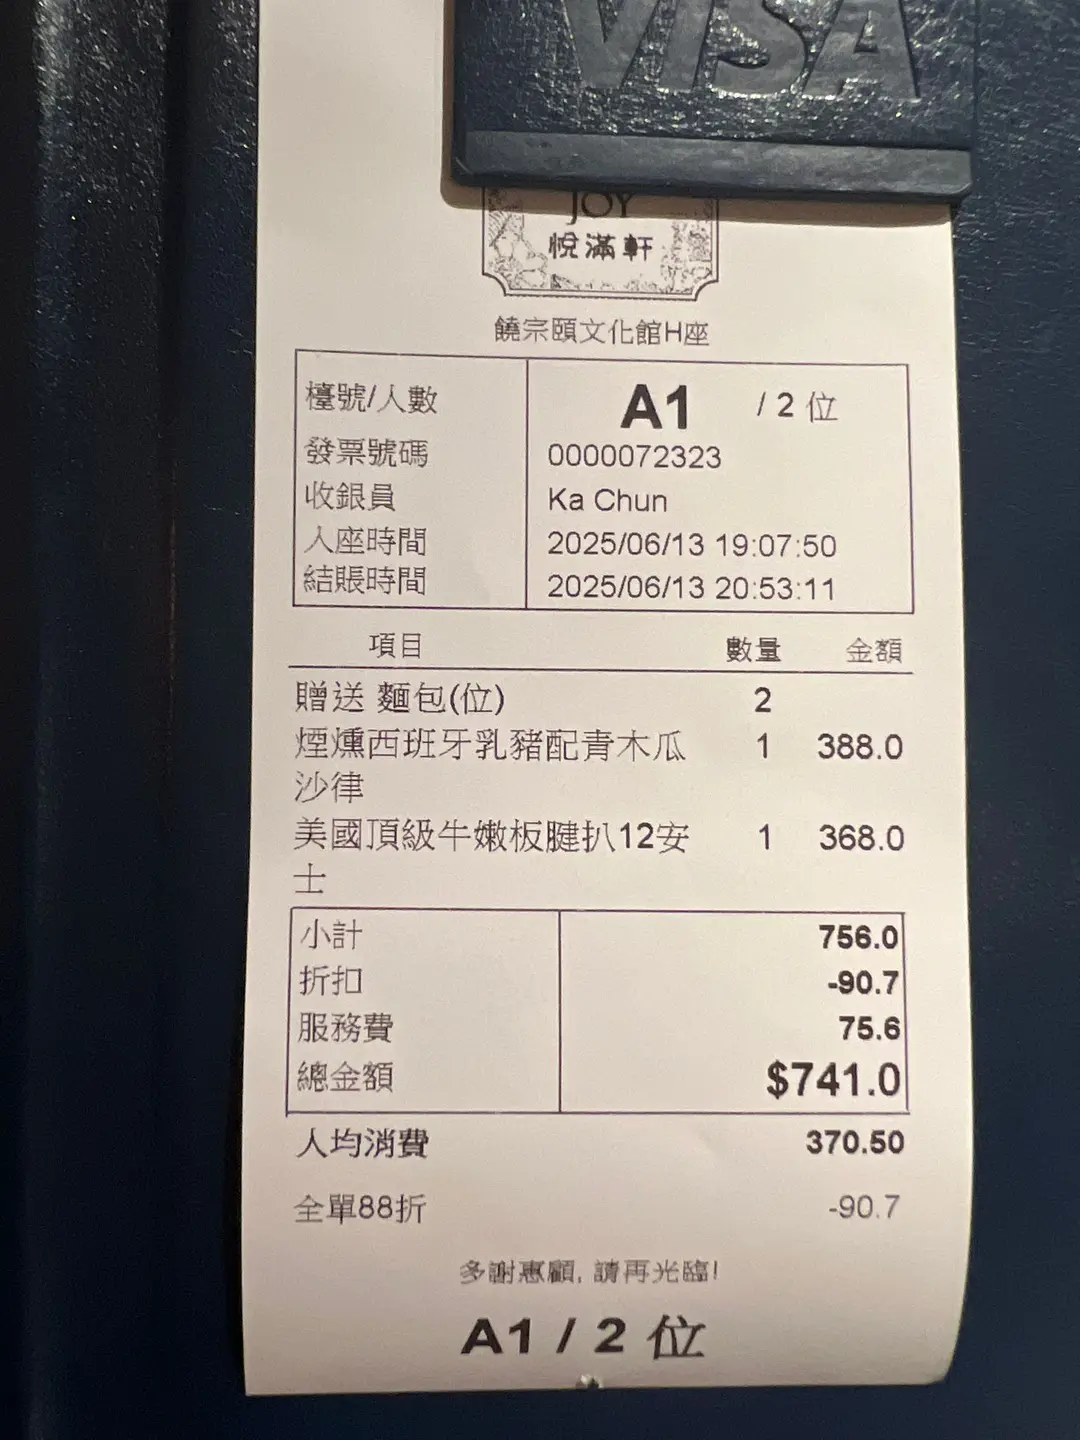 VISA
JOY
悅滿軒
饒宗頤文化館H座
檯號/人數 A1 / 2 位
發票號碼 0000072323
收銀員 Ka Chun
入座時間 2025/06/13 19:07:50
結賬時間 2025/06/13 20:53:11
項目 數量 金額
贈送 麵包(位) 2
煙燻西班牙乳豬配青木瓜 1 388.0
沙律
美國頂級牛嫩板腱扒12安 1 368.0
士
小計 756.0
折扣 -90.7
服務費 75.6
總金額 $741.0
人均消費 370.50
全單88折 -90.7
多謝惠顧, 請再光臨!
A1 / 2 位